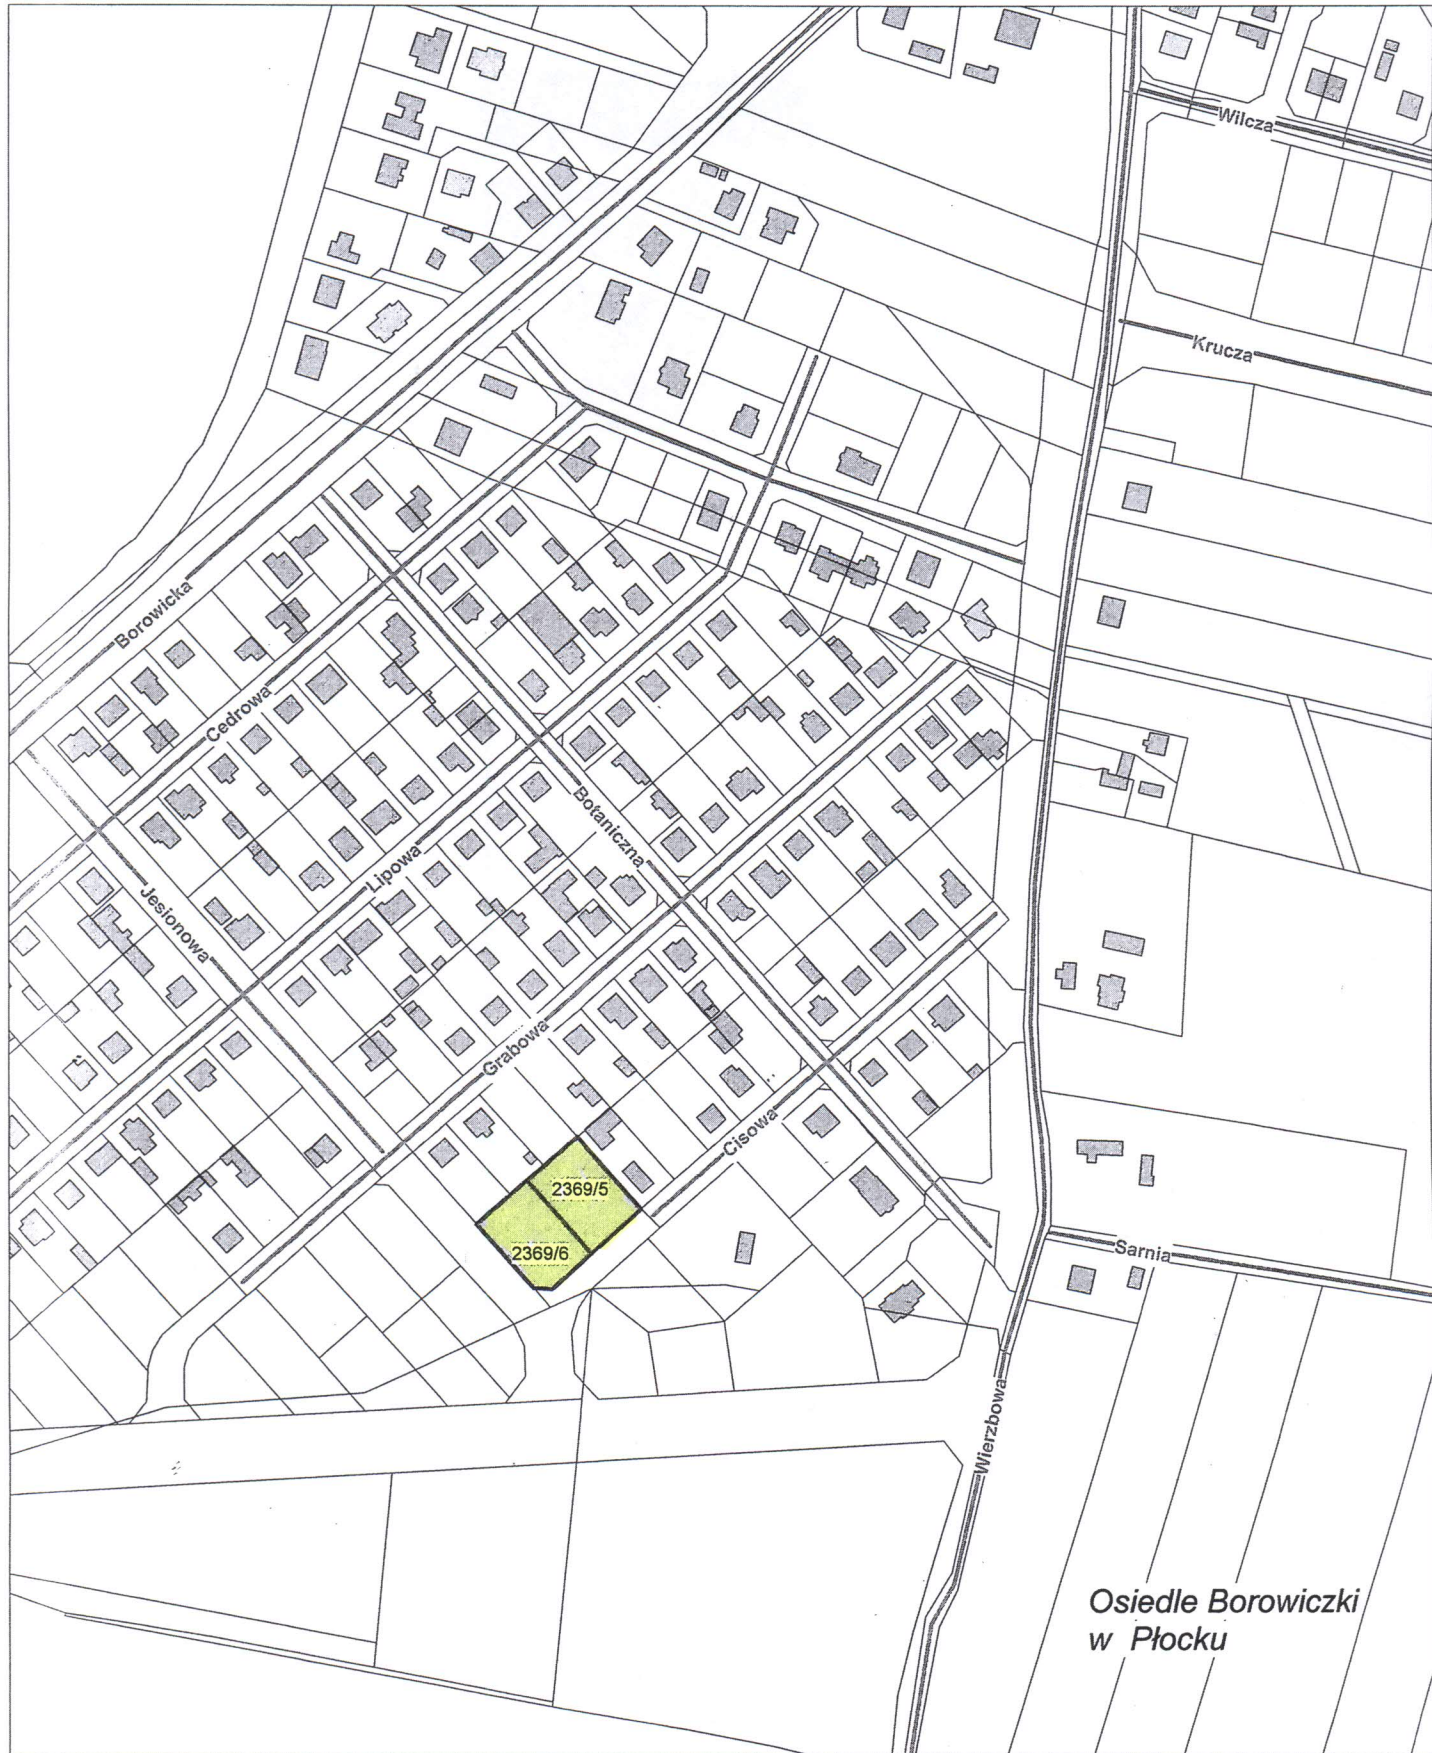 Wilcza
Krucza
Borowicka
Cedrowa
Botaniczna
Lipowa
Jesionowa
Grabowa
Cisowa
2369/5
2369/6
Sarnia
Wierzbowa
Osiedle Borowiczki
w Płocku